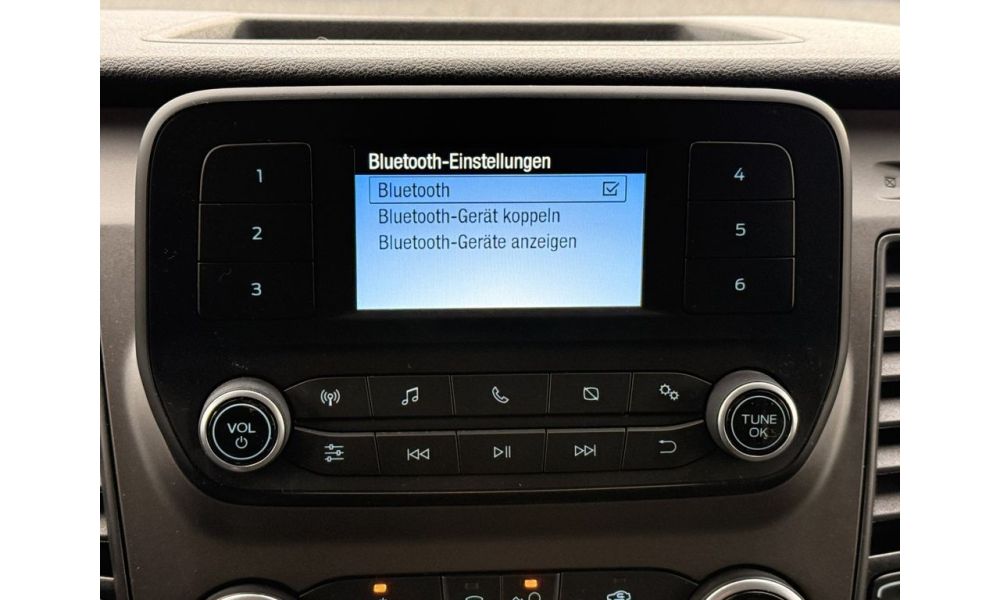 Bluetooth-Einstellungen
Bluetooth
Bluetooth-Gerät koppeln
Bluetooth-Geräte anzeigen
1
2
3
4
5
6
VOL
TUNE
OK